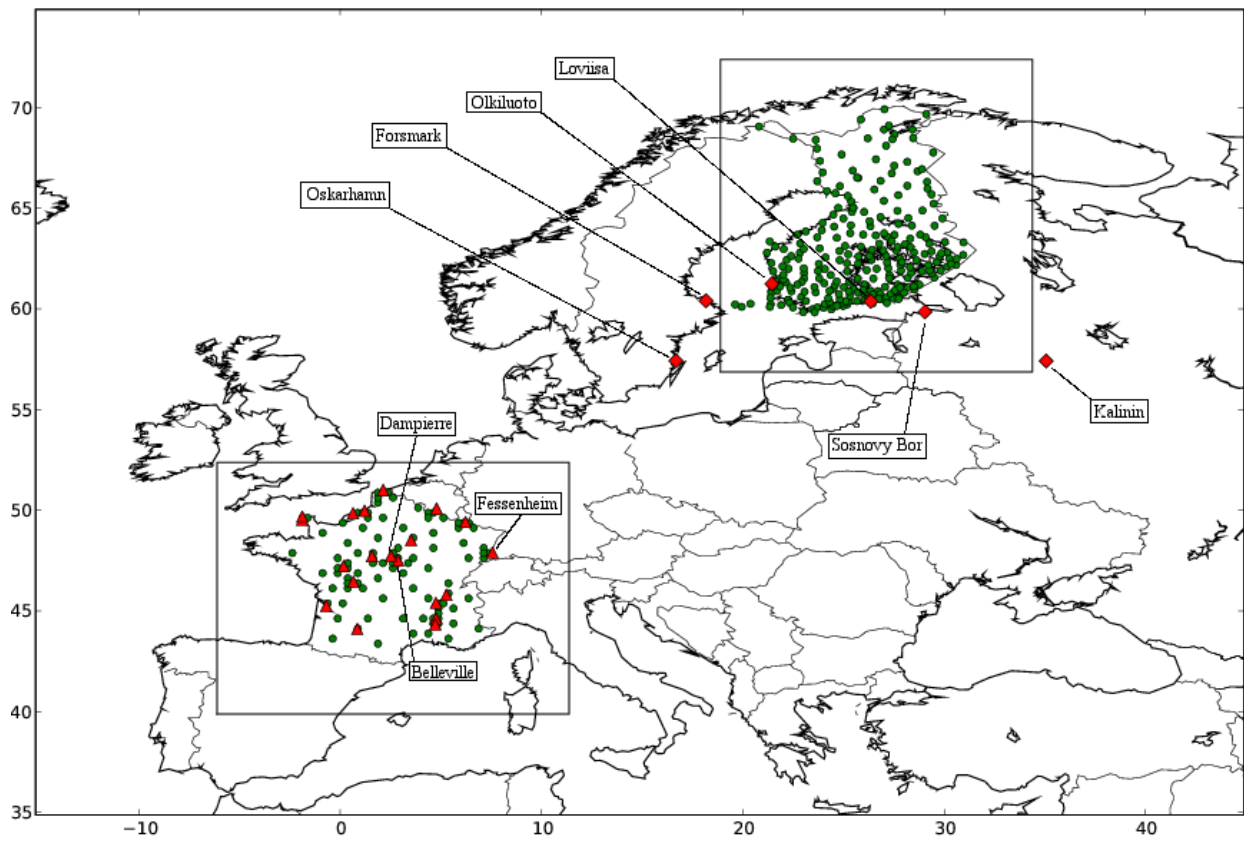 Loviisa
Olkiluoto
Forsmark
Oskarhamn
Kalinin
Sosnovy Bor
Dampierre
Fessenheim
Belleville
70
65
60
55
50
45
40
35
−10
0
10
20
30
40